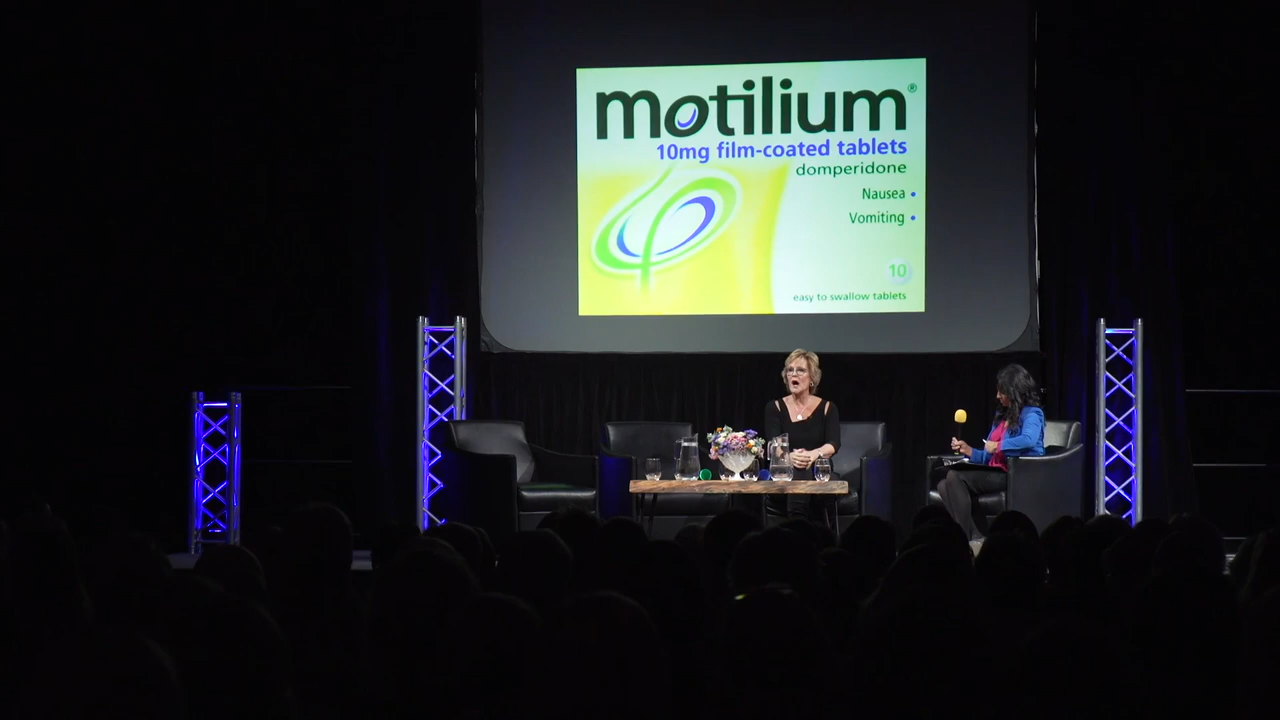 motilium®
10mg film-coated tablets
domperidone
Nausea •
Vomiting •
10
easy to swallow tablets